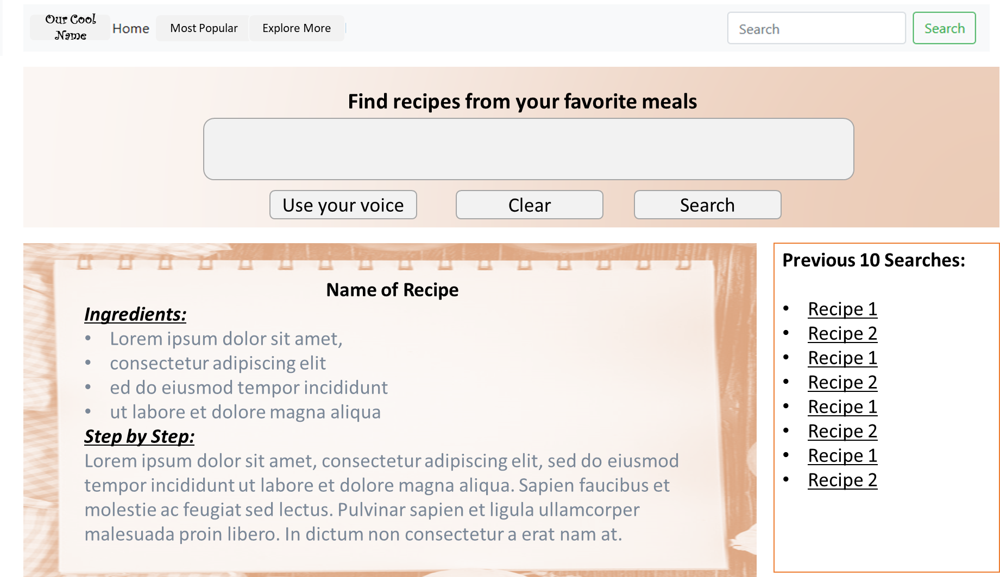 Our Cool
Name
Home
Most Popular
Explore More
Search
Search
Find recipes from your favorite meals
Use your voice
Clear
Search
Name of Recipe
Ingredients:
• Lorem ipsum dolor sit amet,
• consectetur adipiscing elit
• ed do eiusmod tempor incididunt
• ut labore et dolore magna aliqua
Step by Step:
Lorem ipsum dolor sit amet, consectetur adipiscing elit, sed do eiusmod
tempor incididunt ut labore et dolore magna aliqua. Sapien faucibus et
molestie ac feugiat sed lectus. Pulvinar sapien et ligula ullamcorper
malesuada proin libero. In dictum non consectetur a erat nam at.
Previous 10 Searches:
• Recipe 1
• Recipe 2
• Recipe 1
• Recipe 2
• Recipe 1
• Recipe 2
• Recipe 1
• Recipe 2